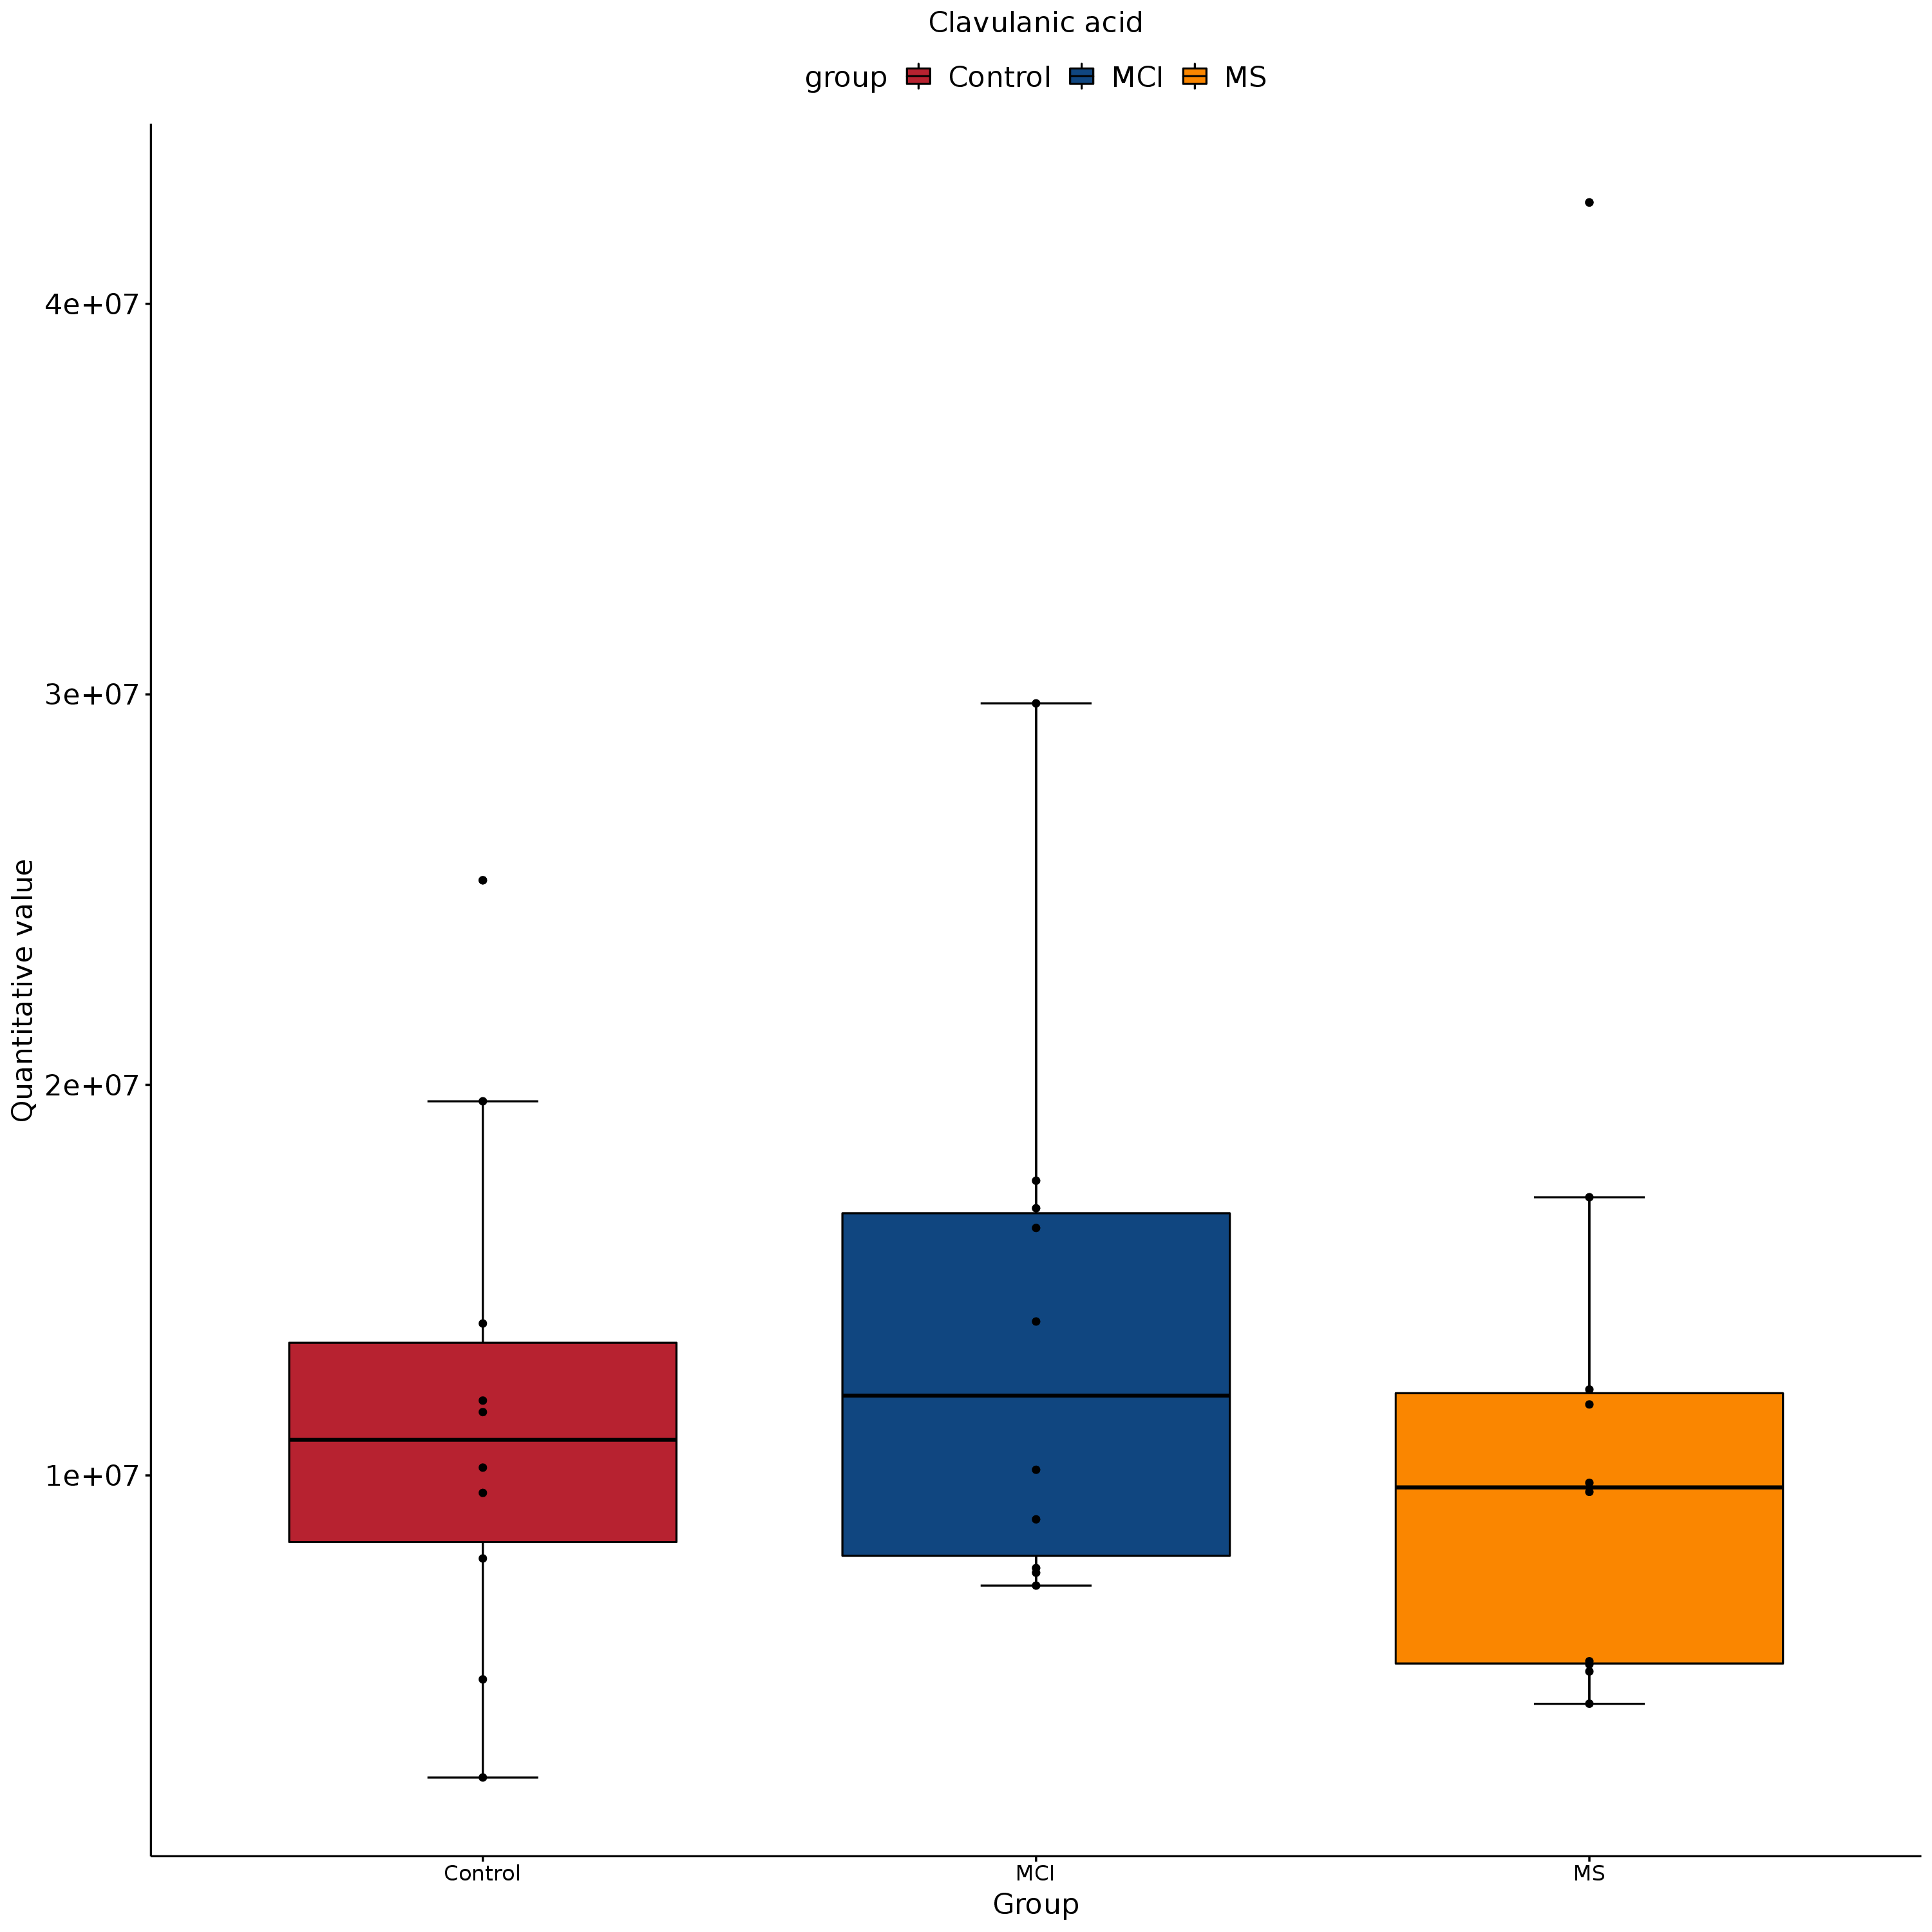 Clavulanic acid
group Control MCI MS
4e+07
3e+07
2e+07
1e+07
Quantitative value
Control MCI MS
Group